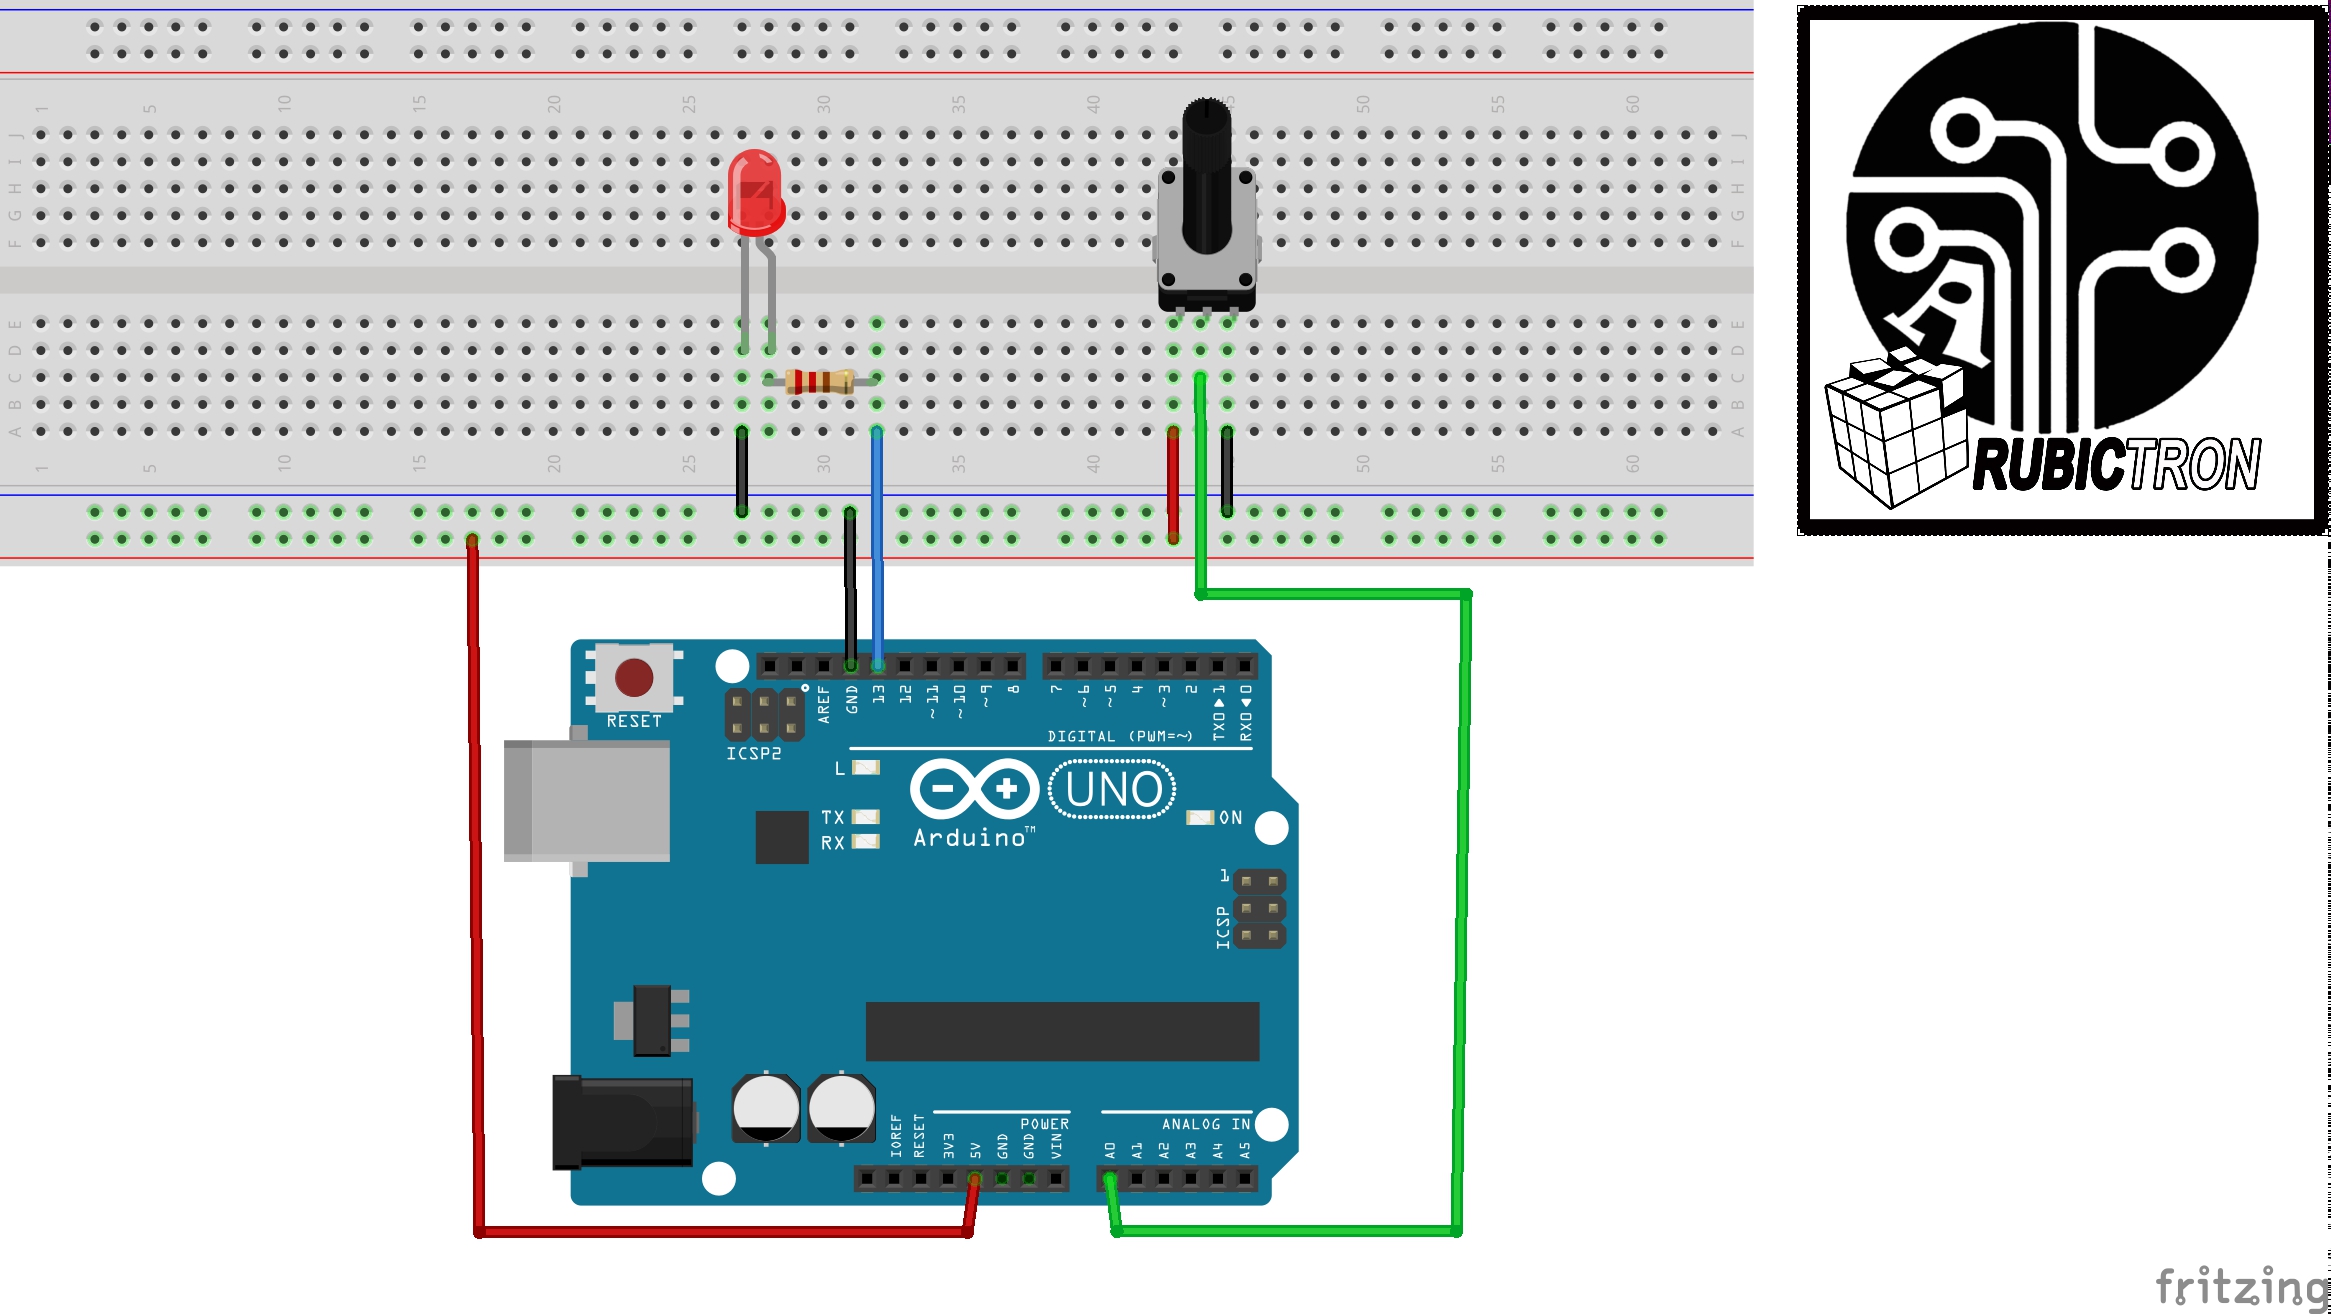 1 5 10 15 20 25 30 35 40 45 50 55 60
J J
I I
H H
G G
F F
E E
D D
C C
B B
A A
1 5 10 15 20 25 30 35 40 50 55 60
RUBICTRON
RESET
ICSP2
AREF GND 13 12 ~11 ~10 ~9 8 7 ~6 ~5 4 ~3 2 TX0▶1 RX0◀0
DIGITAL (PWM=~)
L
TX
RX
UNO
Arduino™
ON
1
ICSP
POWER
ANALOG IN
IOREF RESET 3V3 5V GND GND VIN A0 A1 A2 A3 A4 A5
fritzing